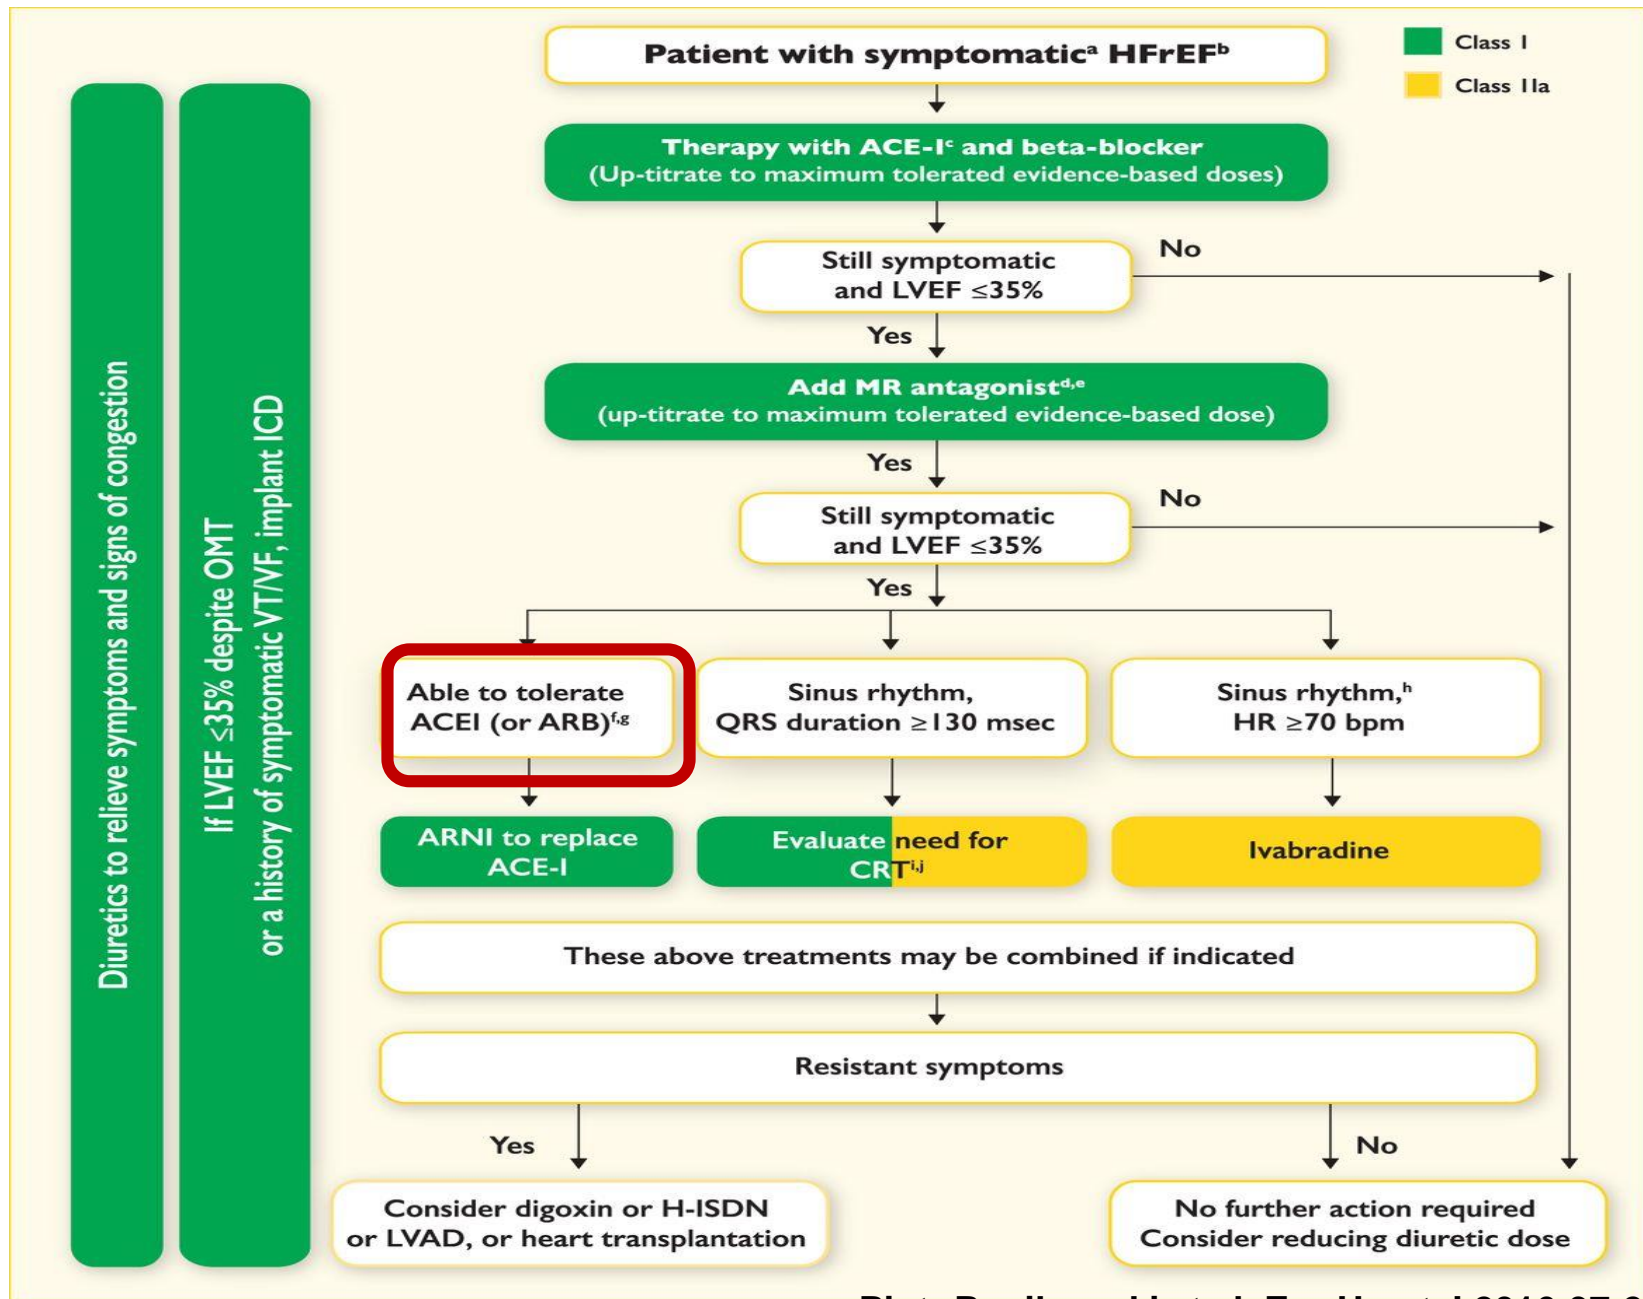 Patient with symptomaticᵃ HFrEFᵇ
Class I
Class IIa
Therapy with ACE-Iᶜ and beta-blocker
(Up-titrate to maximum tolerated evidence-based doses)
Still symptomatic
and LVEF ≤35%
No
Yes
Add MR antagonistᵈ,ᵉ
(up-titrate to maximum tolerated evidence-based dose)
Yes
Still symptomatic
and LVEF ≤35%
No
Yes
Able to tolerate
ACEI (or ARB)ᶠ,ᵍ
Sinus rhythm,
QRS duration ≥130 msec
Sinus rhythm,ʰ
HR ≥70 bpm
ARNI to replace
ACE-I
Evaluate need for
CRTⁱ,ʲ
Ivabradine
These above treatments may be combined if indicated
Resistant symptoms
Yes
No
Consider digoxin or H-ISDN
or LVAD, or heart transplantation
No further action required
Consider reducing diuretic dose
Diuretics to relieve symptoms and signs of congestion
If LVEF ≤35% despite OMT
or a history of symptomatic VT/VF, implant ICD